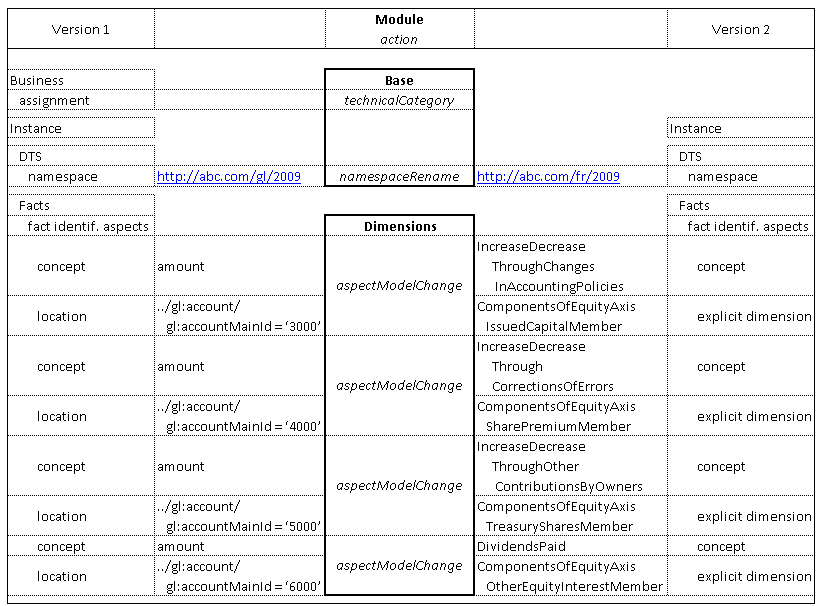 Version 1 Module Version 2
action
Business Base
assignment technicalCategory
Instance Instance
DTS DTS
namespace http://abc.com/gl/2009 namespaceRename http://abc.com/fr/2009 namespace
Facts Facts
fact identif. aspects Dimensions fact identif. aspects
IncreaseDecrease
concept amount ThroughChanges concept
aspectModelChange
InAccountingPolicies
../gl:account/ ComponentsOfEquityAxis
location explicit dimension
gl:accountMainId = ‘3000’ IssuedCapitalMember
IncreaseDecrease
concept amount Through concept
aspectModelChange
CorrectionsOfErrors
../gl:account/ ComponentsOfEquityAxis
location explicit dimension
gl:accountMainId = ‘4000’ SharePremiumMember
IncreaseDecrease
concept amount ThroughOther concept
aspectModelChange
ContributionsByOwners
../gl:account/ ComponentsOfEquityAxis
location explicit dimension
gl:accountMainId = ‘5000’ TreasurySharesMember
concept amount DividendsPaid concept
aspectModelChange
../gl:account/ ComponentsOfEquityAxis
location explicit dimension
gl:accountMainId = ‘6000’ OtherEquityInterestMember